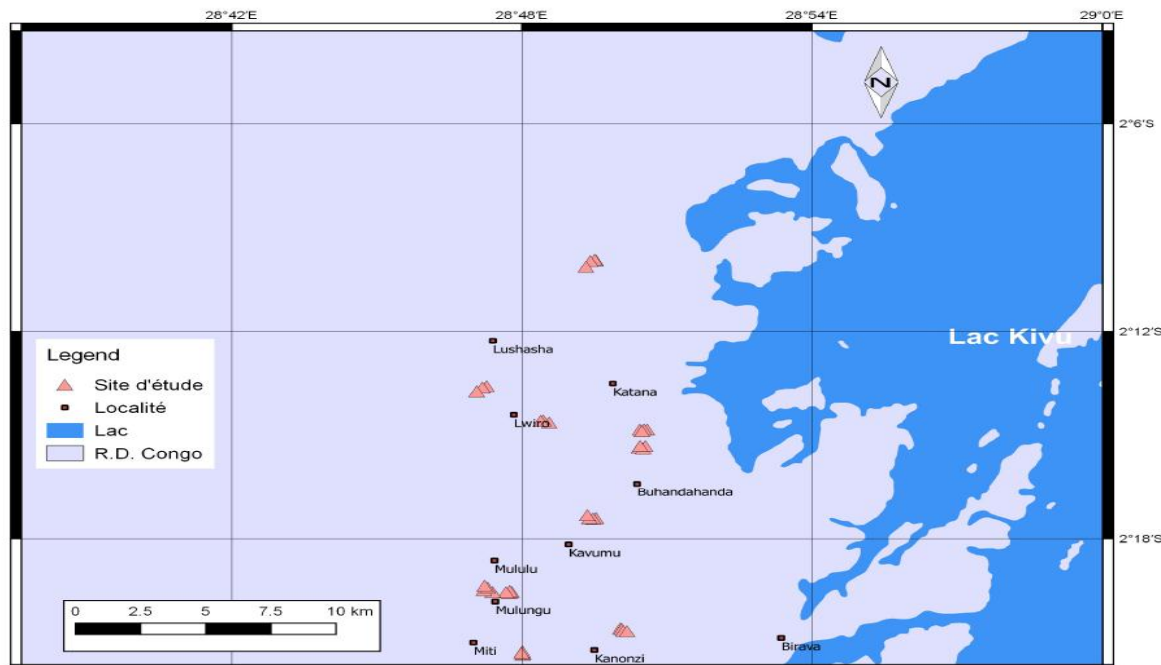 28°42'E
28°48'E
28°54'E
29°0'E
N
2°6'S
2°12'S
Lac Kivu
Legend
Site d'étude
Localité
Lac
R.D. Congo
Lushasha
Katana
Lwiro
Buhandahanda
2°18'S
Kavumu
Mululu
Mulungu
Miti
Kanonzi
Birava
0 2.5 5 7.5 10 km